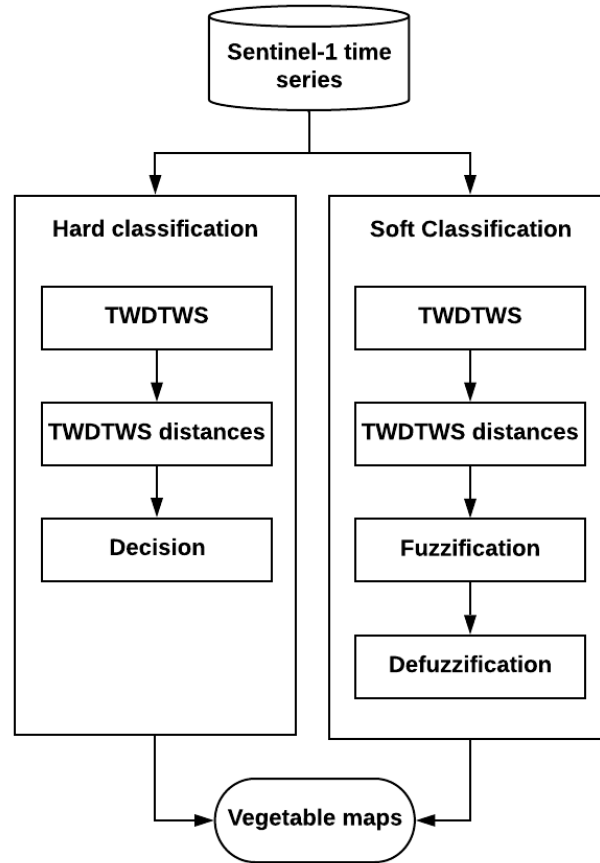 Sentinel-1 time
series
Hard classification
TWDTWS
TWDTWS distances
Decision
Soft Classification
TWDTWS
TWDTWS distances
Fuzzification
Defuzzification
Vegetable maps